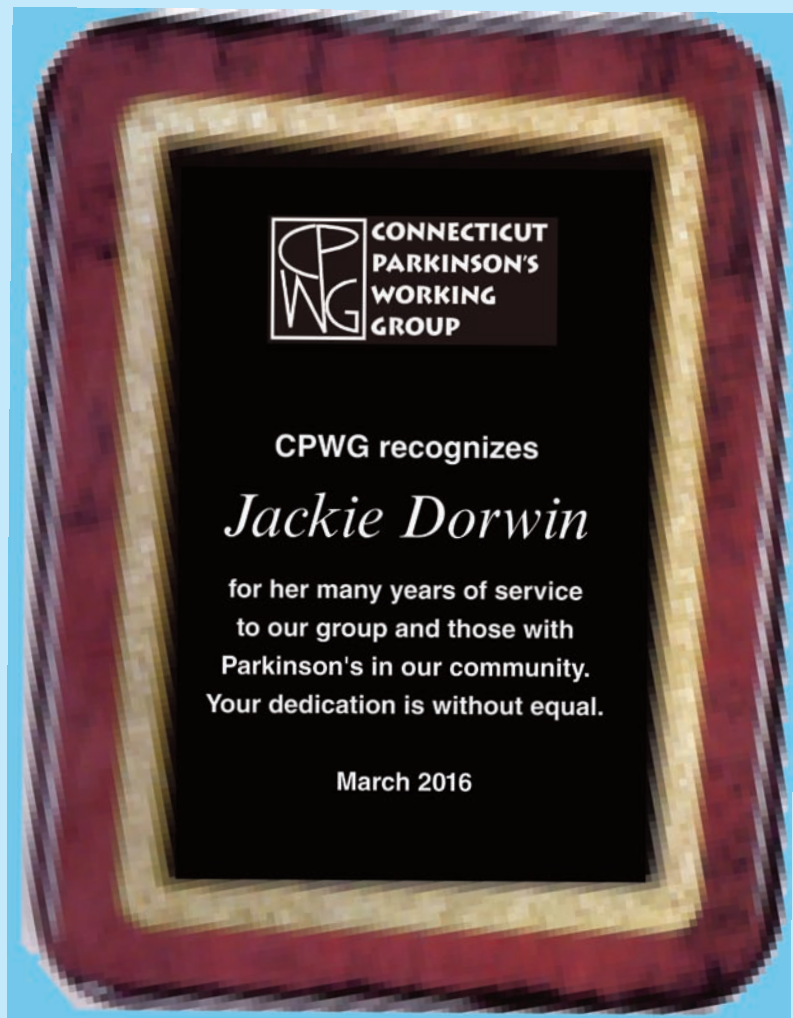 CPWG
CONNECTICUT
PARKINSON'S
WORKING
GROUP
CPWG recognizes
Jackie Dorwin
for her many years of service
to our group and those with
Parkinson's in our community.
Your dedication is without equal.
March 2016